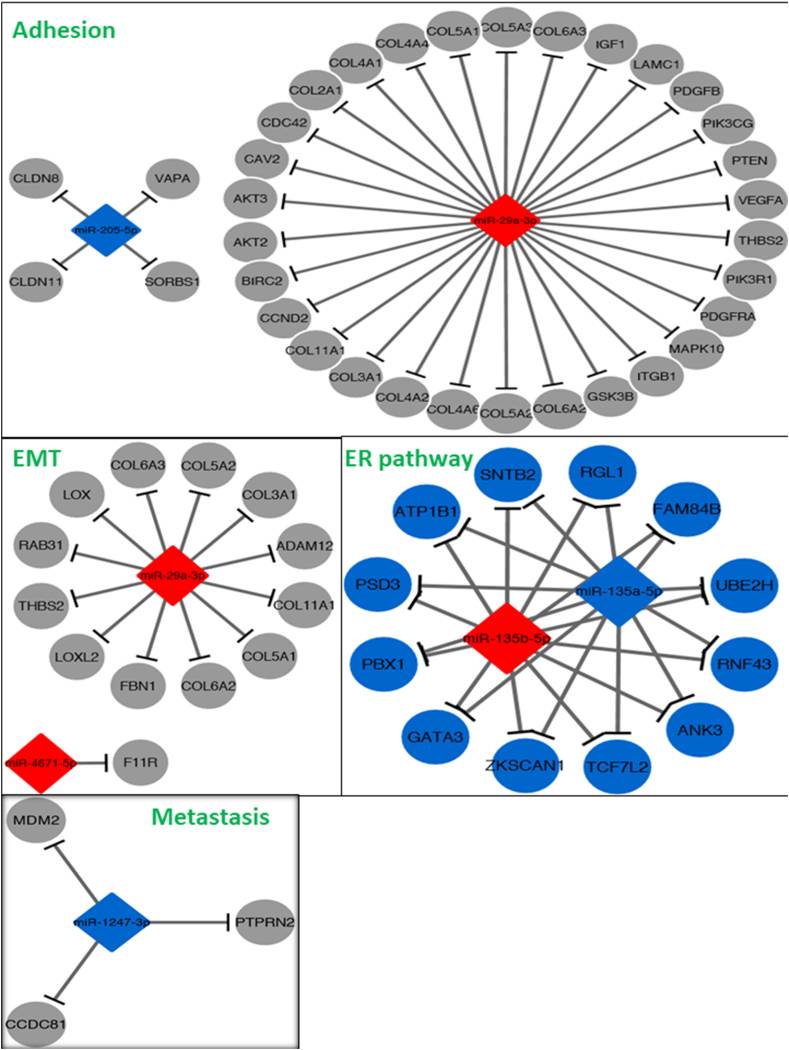 Adhesion
COL5A1
COL5A3
COL6A3
COL4A4
IGF1
COL4A1
LAMC1
COL2A1
PDGFB
CDC42
PIK3CG
CAV2
PTEN
CLDN8
VAPA
AKT3
VEGFA
miR-205-5p
miR-29a-3p
AKT2
THBS2
CLDN11
SORBS1
BIRC2
PIK3R1
CCND2
PDGFRA
COL11A1
MAPK10
COL3A1
ITGB1
COL4A2
GSK3B
COL4A6
COL5A2
COL6A2
EMT
COL6A3
COL5A2
LOX
COL3A1
RAB31
ADAM12
miR-29a-3p
THBS2
COL11A1
LOXL2
COL5A1
FBN1
COL6A2
miR-4671-5p
F11R
ER pathway
SNTB2
RGL1
ATP1B1
FAM84B
PSD3
miR-135a-5p
UBE2H
miR-135b-5p
PBX1
RNF43
GATA3
ANK3
ZKSCAN1
TCF7L2
Metastasis
MDM2
miR-1247-3p
PTPRN2
CCDC81